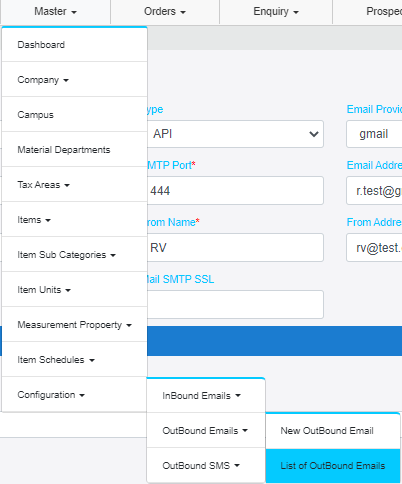 Master Orders Enquiry Prospec
Dashboard
Company
Campus
Material Departments
Tax Areas
Items
Item Sub Categories
Item Units
Measurement Propoerty
Item Schedules
Configuration
ype Email Provi
API gmail
MTP Port* Email Addre
444 r.test@g
rom Name* From Addre
RV rv@test.
Mail SMTP SSL
InBound Emails
OutBound Emails
OutBound SMS
New OutBound Email
List of OutBound Emails